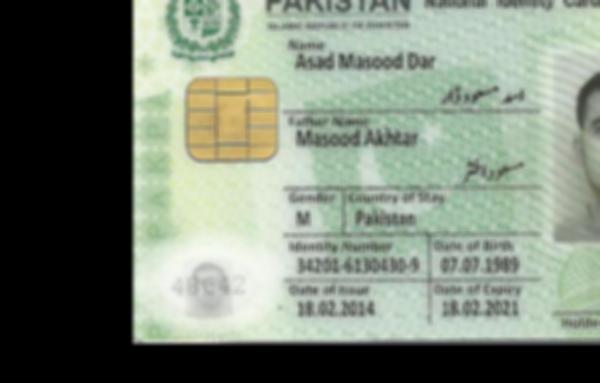 PAKISTAN National Identity Card
ISLAMIC REPUBLIC OF PAKISTAN
Name
Asad Masood Dar
اسد مسعود ڈار
Father Name
Masood Akhtar
مسعود اختر
Gender Country of Stay
M Pakistan
Identity Number Date of Birth
34201-6130430-9 07.07.1989
Date of Issue Date of Expiry
18.02.2014 18.02.2021